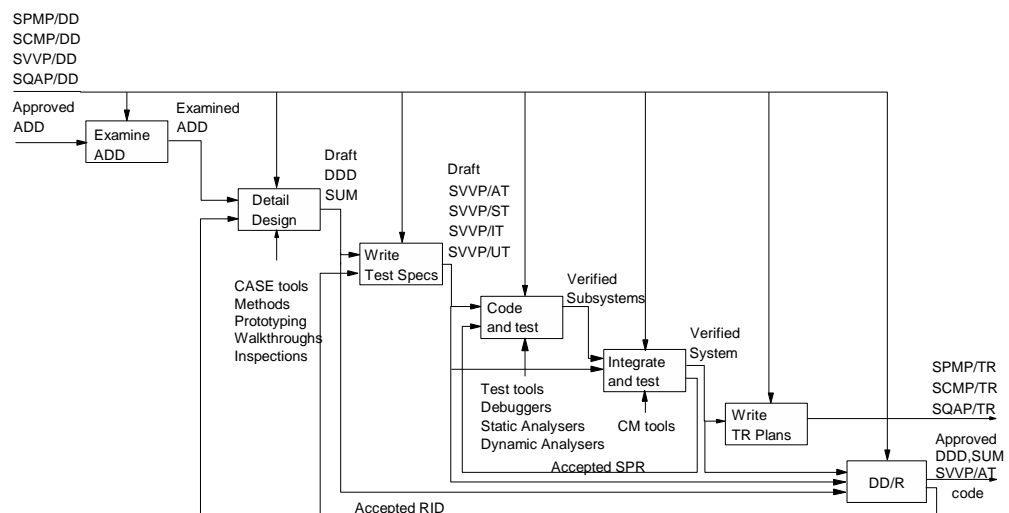 SPMP/DD
SCMP/DD
SVVP/DD
SQAP/DD
Approved
ADD
Examine
ADD
Examined
ADD
Detail
Design
Draft
DDD
SUM
CASE tools
Methods
Prototyping
Walkthroughs
Inspections
Write
Test Specs
Draft
SVVP/AT
SVVP/ST
SVVP/IT
SVVP/UT
Code
and test
Verified
Subsystems
Test tools
Debuggers
Static Analysers
Dynamic Analysers
Integrate
and test
CM tools
Verified
System
Write
TR Plans
SPMP/TR
SCMP/TR
SQAP/TR
Accepted SPR
DD/R
Approved
DDD,SUM
SVVP/AT
code
Accepted RID